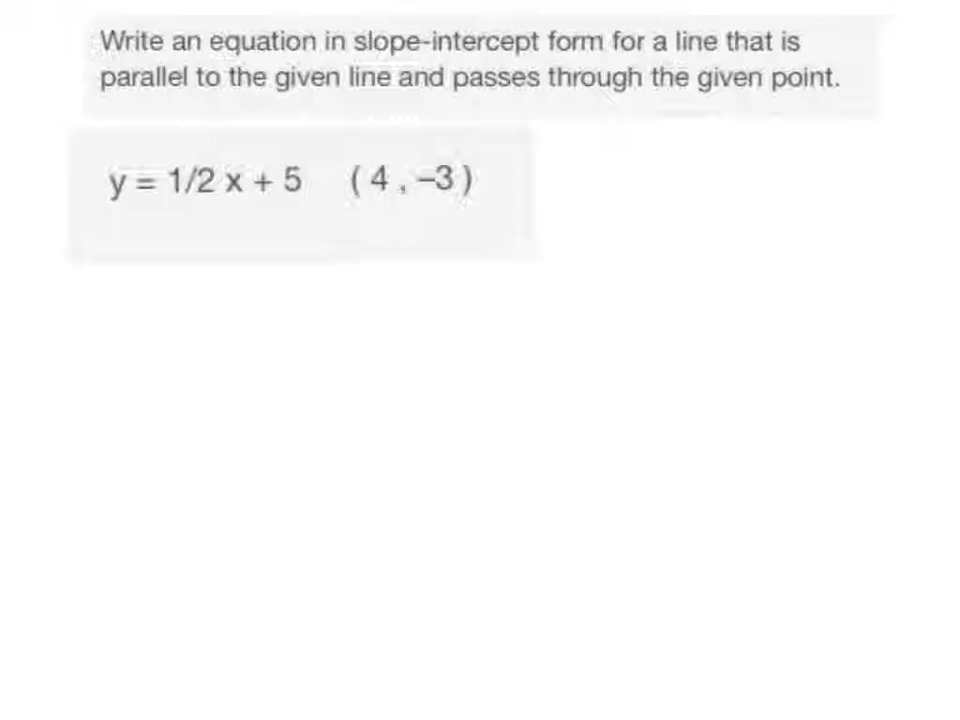 Write an equation in slope-intercept form for a line that is
parallel to the given line and passes through the given point.
y = 1/2 x + 5 ( 4 , −3 )